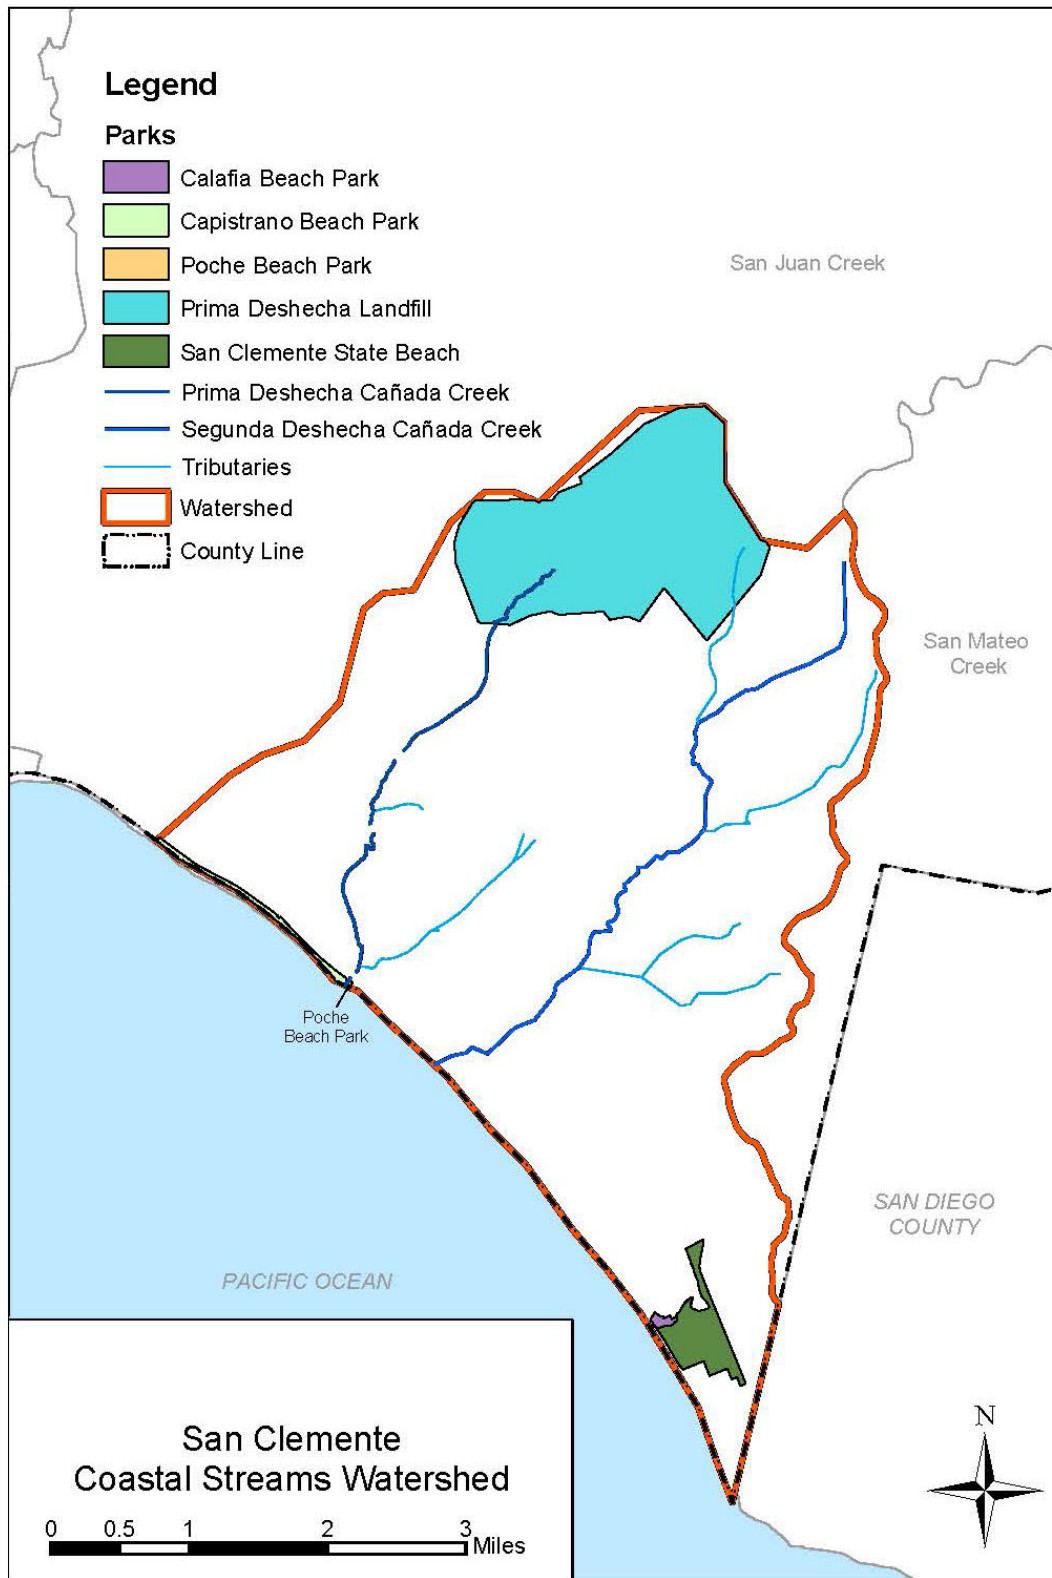 Legend
Parks
Calafia Beach Park
Capistrano Beach Park
Poche Beach Park
Prima Deshecha Landfill
San Clemente State Beach
Prima Deshecha Cañada Creek
Segunda Deshecha Cañada Creek
Tributaries
Watershed
County Line
San Juan Creek
San Mateo
Creek
Poche
Beach Park
SAN DIEGO
COUNTY
PACIFIC OCEAN
San Clemente
Coastal Streams Watershed
0 0.5 1 2 3
Miles
N